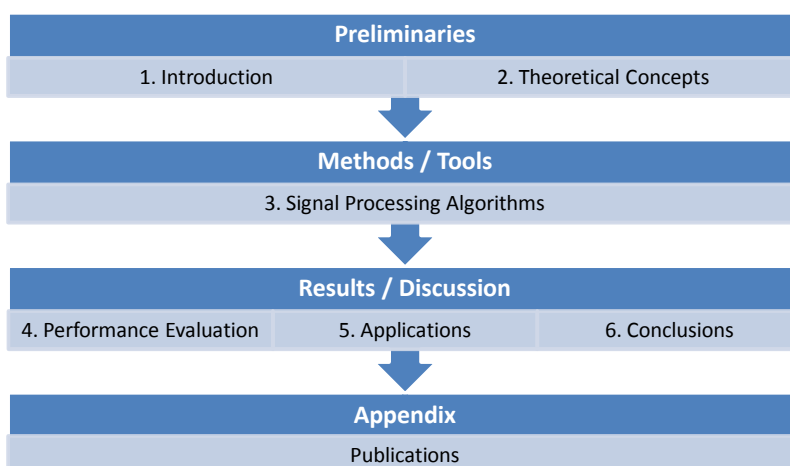 Preliminaries
1. Introduction
2. Theoretical Concepts
Methods / Tools
3. Signal Processing Algorithms
Results / Discussion
4. Performance Evaluation
5. Applications
6. Conclusions
Appendix
Publications